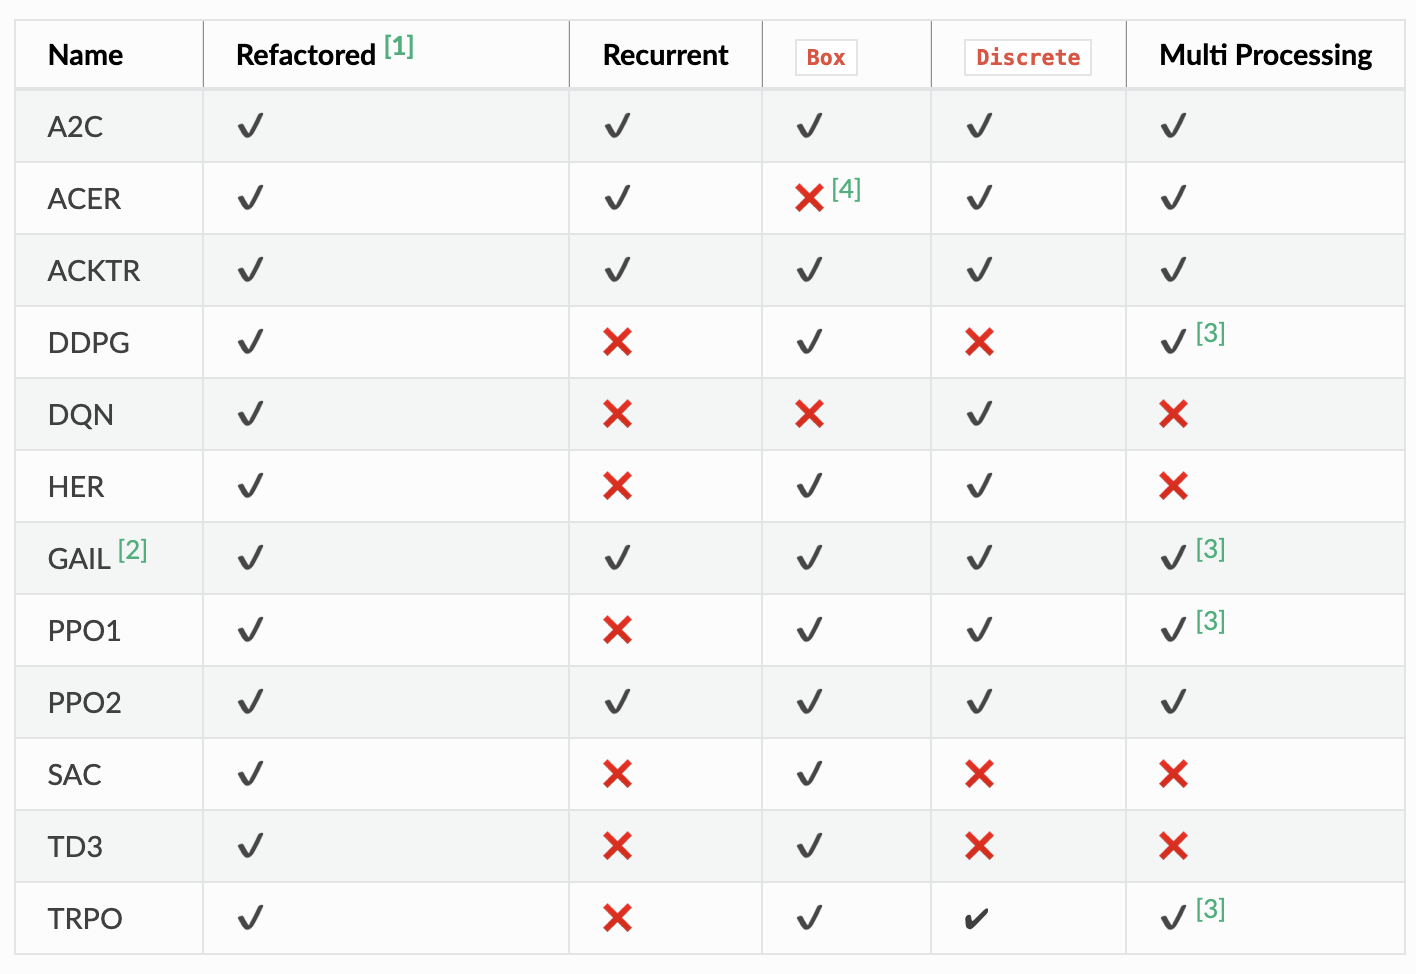 Name Refactored [1] Recurrent Box Discrete Multi Processing
A2C ✔ ✔ ✔ ✔ ✔
ACER ✔ ✔ ❌ [4] ✔ ✔
ACKTR ✔ ✔ ✔ ✔ ✔
DDPG ✔ ❌ ✔ ❌ ✔ [3]
DQN ✔ ❌ ❌ ✔ ❌
HER ✔ ❌ ✔ ✔ ❌
GAIL [2] ✔ ✔ ✔ ✔ ✔ [3]
PPO1 ✔ ❌ ✔ ✔ ✔ [3]
PPO2 ✔ ✔ ✔ ✔ ✔
SAC ✔ ❌ ✔ ❌ ❌
TD3 ✔ ❌ ✔ ❌ ❌
TRPO ✔ ❌ ✔ ✔ ✔ [3]